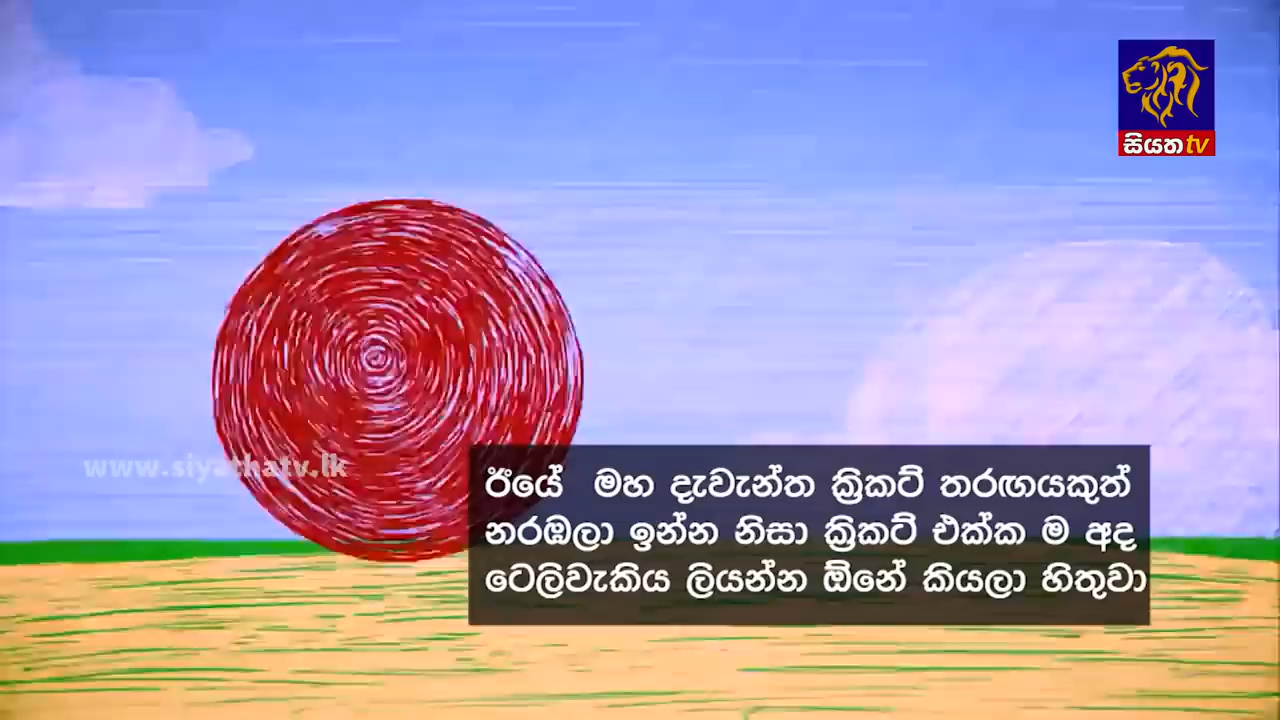 සියත tv
www.siyathatv.lk
ඊයේ මහ දැවැන්ත ක්‍රිකට් තරඟයකුත්
නරඹලා ඉන්න නිසා ක්‍රිකට් එක්ක ම අද
ටෙලිවැකිය ලියන්න ඕනේ කියලා හිතුවා